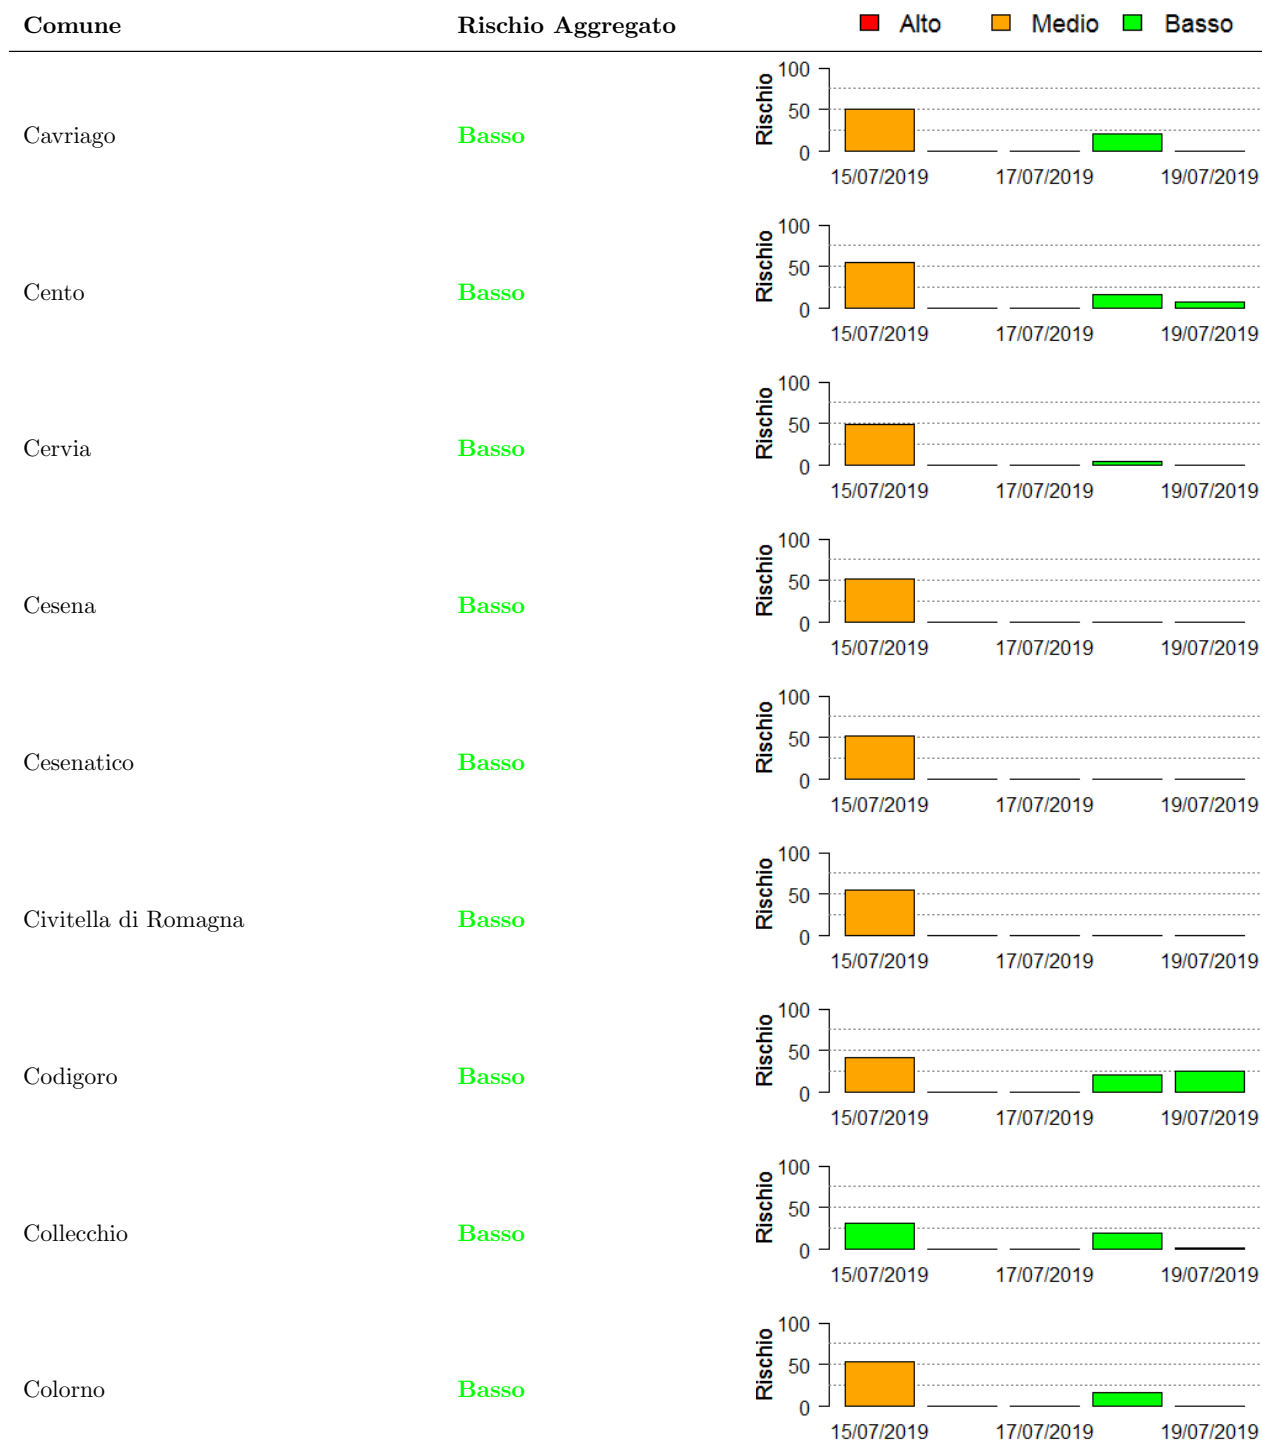 Comune Rischio Aggregato Alto Medio Basso
Cavriago Basso Rischio 100 50 0
15/07/2019 17/07/2019 19/07/2019
Cento Basso Rischio 100 50 0
15/07/2019 17/07/2019 19/07/2019
Cervia Basso Rischio 100 50 0
15/07/2019 17/07/2019 19/07/2019
Cesena Basso Rischio 100 50 0
15/07/2019 17/07/2019 19/07/2019
Cesenatico Basso Rischio 100 50 0
15/07/2019 17/07/2019 19/07/2019
Civitella di Romagna Basso Rischio 100 50 0
15/07/2019 17/07/2019 19/07/2019
Codigoro Basso Rischio 100 50 0
15/07/2019 17/07/2019 19/07/2019
Collecchio Basso Rischio 100 50 0
15/07/2019 17/07/2019 19/07/2019
Colorno Basso Rischio 100 50 0
15/07/2019 17/07/2019 19/07/2019